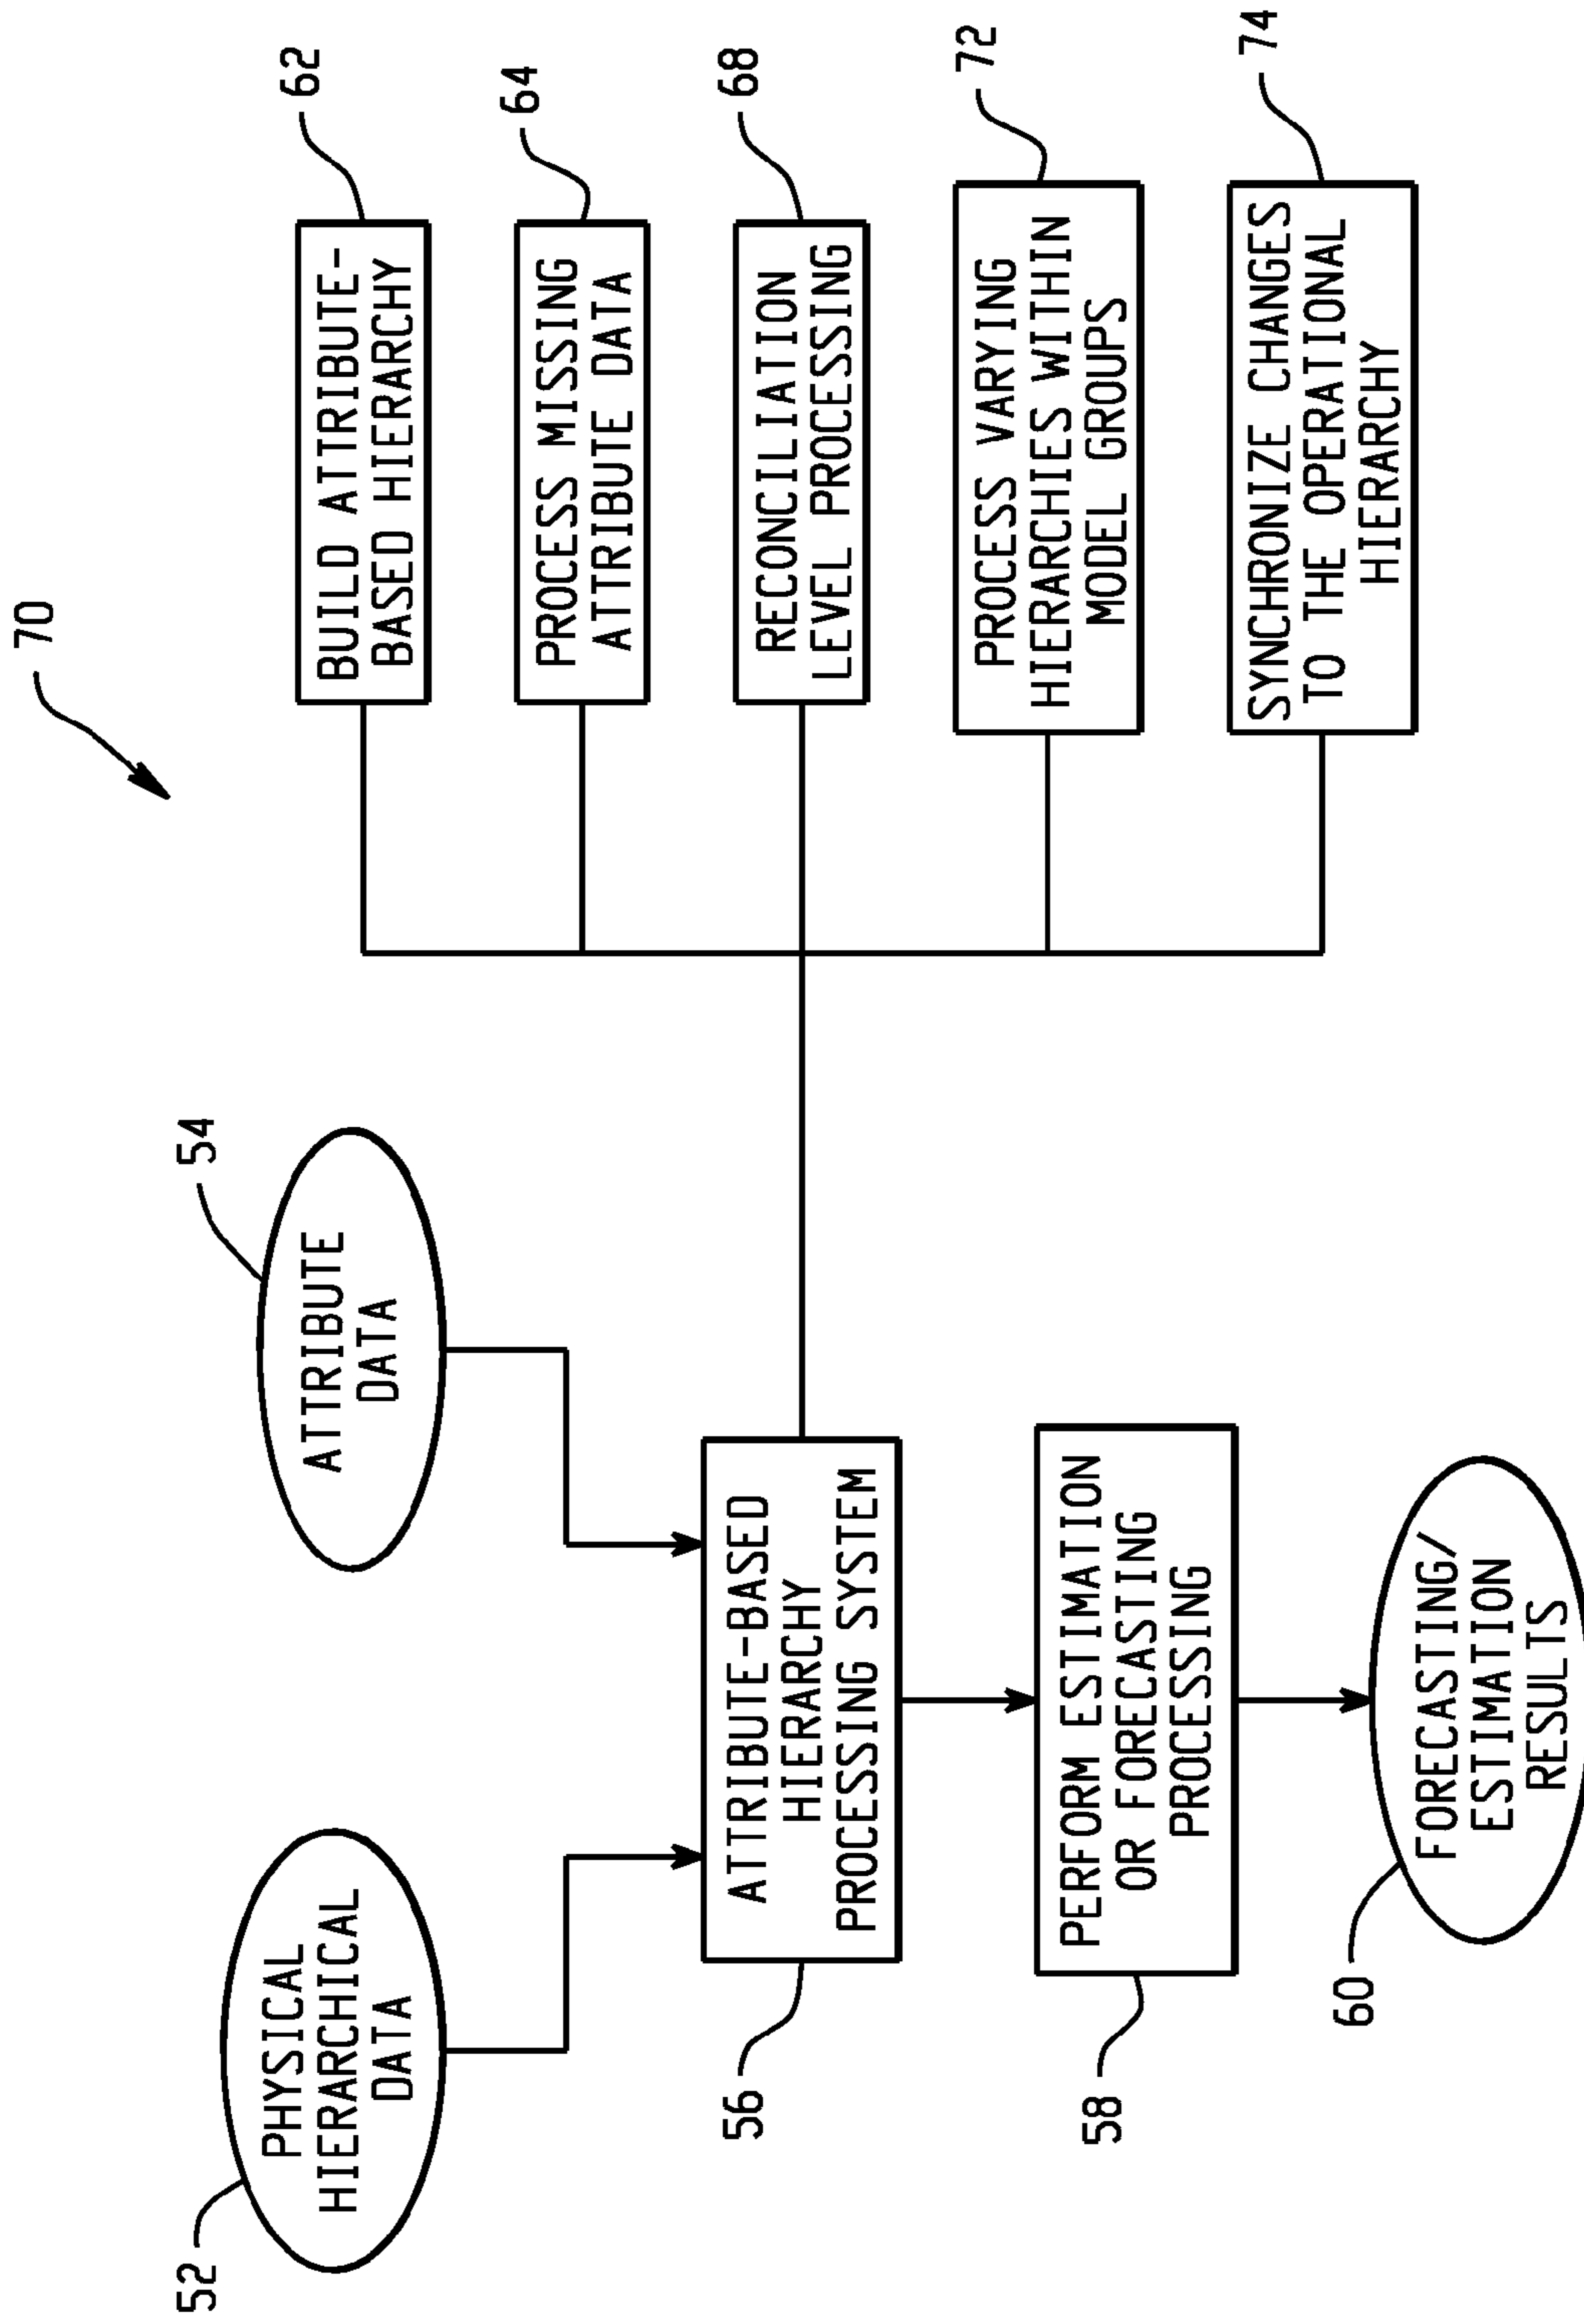 70
52
PHYSICAL
HIERARCHICAL
DATA
54
ATTRIBUTE
DATA
56
ATTRIBUTE-BASED
HIERARCHY
PROCESSING SYSTEM
58
PERFORM ESTIMATION
OR FORECASTING
PROCESSING
60
FORECASTING/
ESTIMATION
RESULTS
62
BUILD ATTRIBUTE-
BASED HIERARCHY
64
PROCESS MISSING
ATTRIBUTE DATA
68
RECONCILIATION
LEVEL PROCESSING
72
PROCESS VARYING
HIERARCHIES WITHIN
MODEL GROUPS
74
SYNCHRONIZE CHANGES
TO THE OPERATIONAL
HIERARCHY